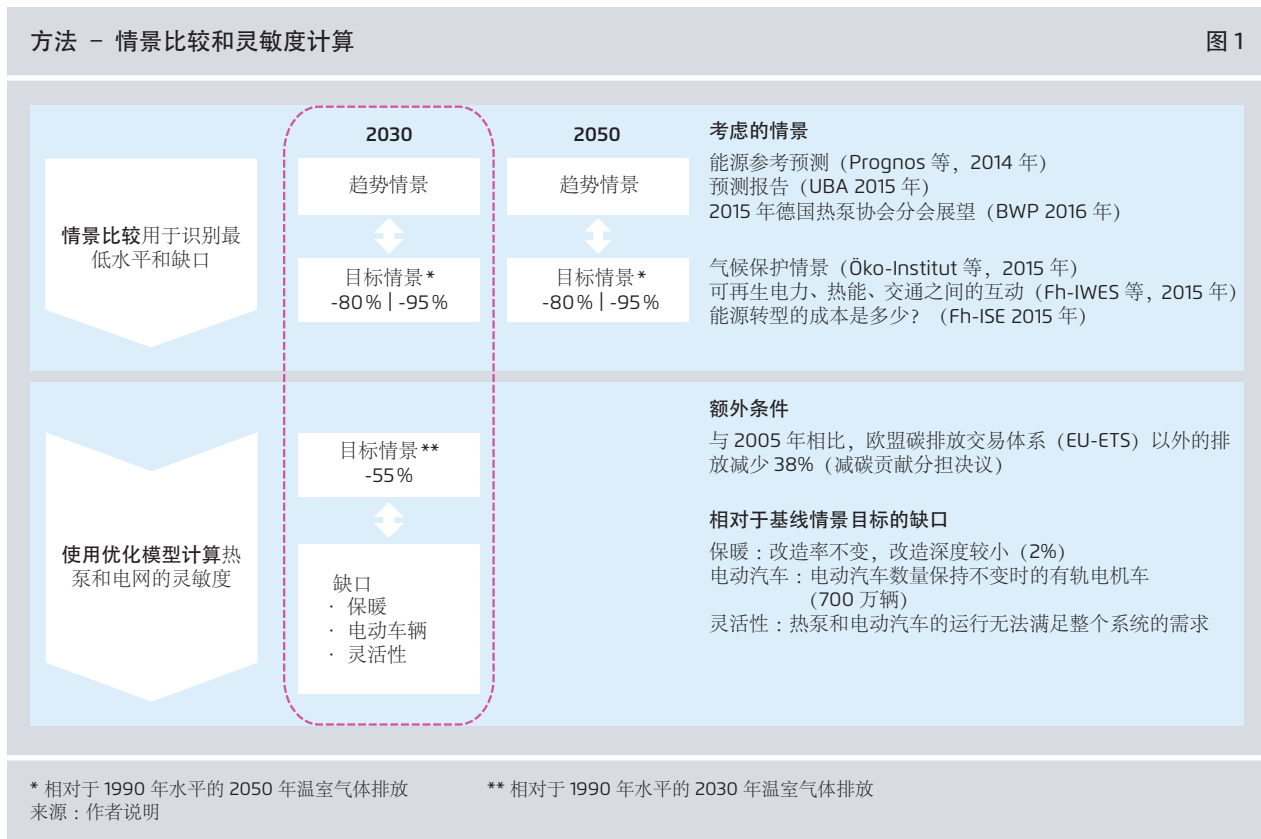 方法 – 情景比较和灵敏度计算
图 1
情景比较用于识别最
低水平和缺口
2030
趋势情景
目标情景*
-80% | -95%
2050
趋势情景
目标情景*
-80% | -95%
考虑的情景
能源参考预测（Prognos 等，2014 年）
预测报告（UBA 2015 年）
2015 年德国热泵协会分会展望（BWP 2016 年）
气候保护情景（Öko-Institut 等，2015 年）
可再生电力、热能、交通之间的互动（Fh-IWES 等，2015 年）
能源转型的成本是多少？（Fh-ISE 2015 年）
使用优化模型计算热
泵和电网的灵敏度
目标情景**
-55%
缺口
· 保暖
· 电动车辆
· 灵活性
额外条件
与 2005 年相比，欧盟碳排放交易体系（EU-ETS）以外的排
放减少 38%（减碳贡献分担决议）
相对于基线情景目标的缺口
保暖：改造率不变，改造深度较小（2%）
电动汽车：电动汽车数量保持不变时的有轨电机车
（700 万辆）
灵活性：热泵和电动汽车的运行无法满足整个系统的需求
* 相对于 1990 年水平的 2050 年温室气体排放
** 相对于 1990 年水平的 2030 年温室气体排放
来源：作者说明